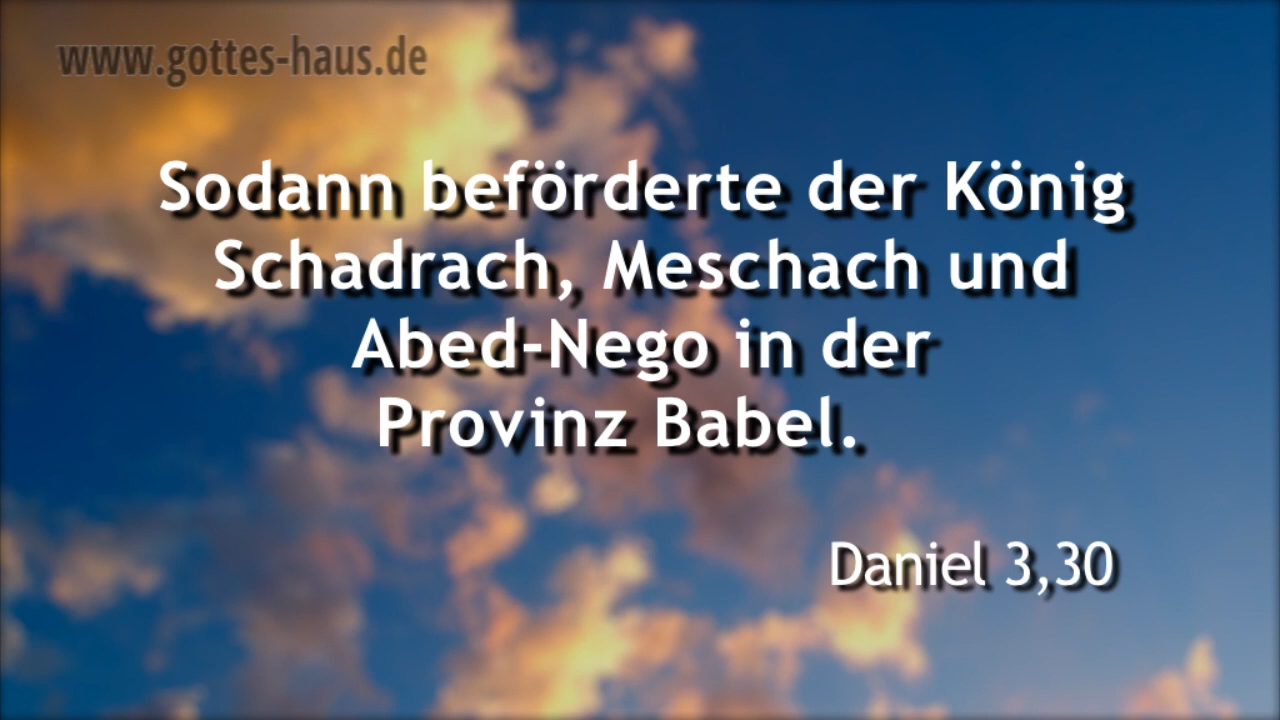 www.gottes-haus.de
Sodann beförderte der König
Schadrach, Meschach und
Abed-Nego in der
Provinz Babel.
Daniel 3,30